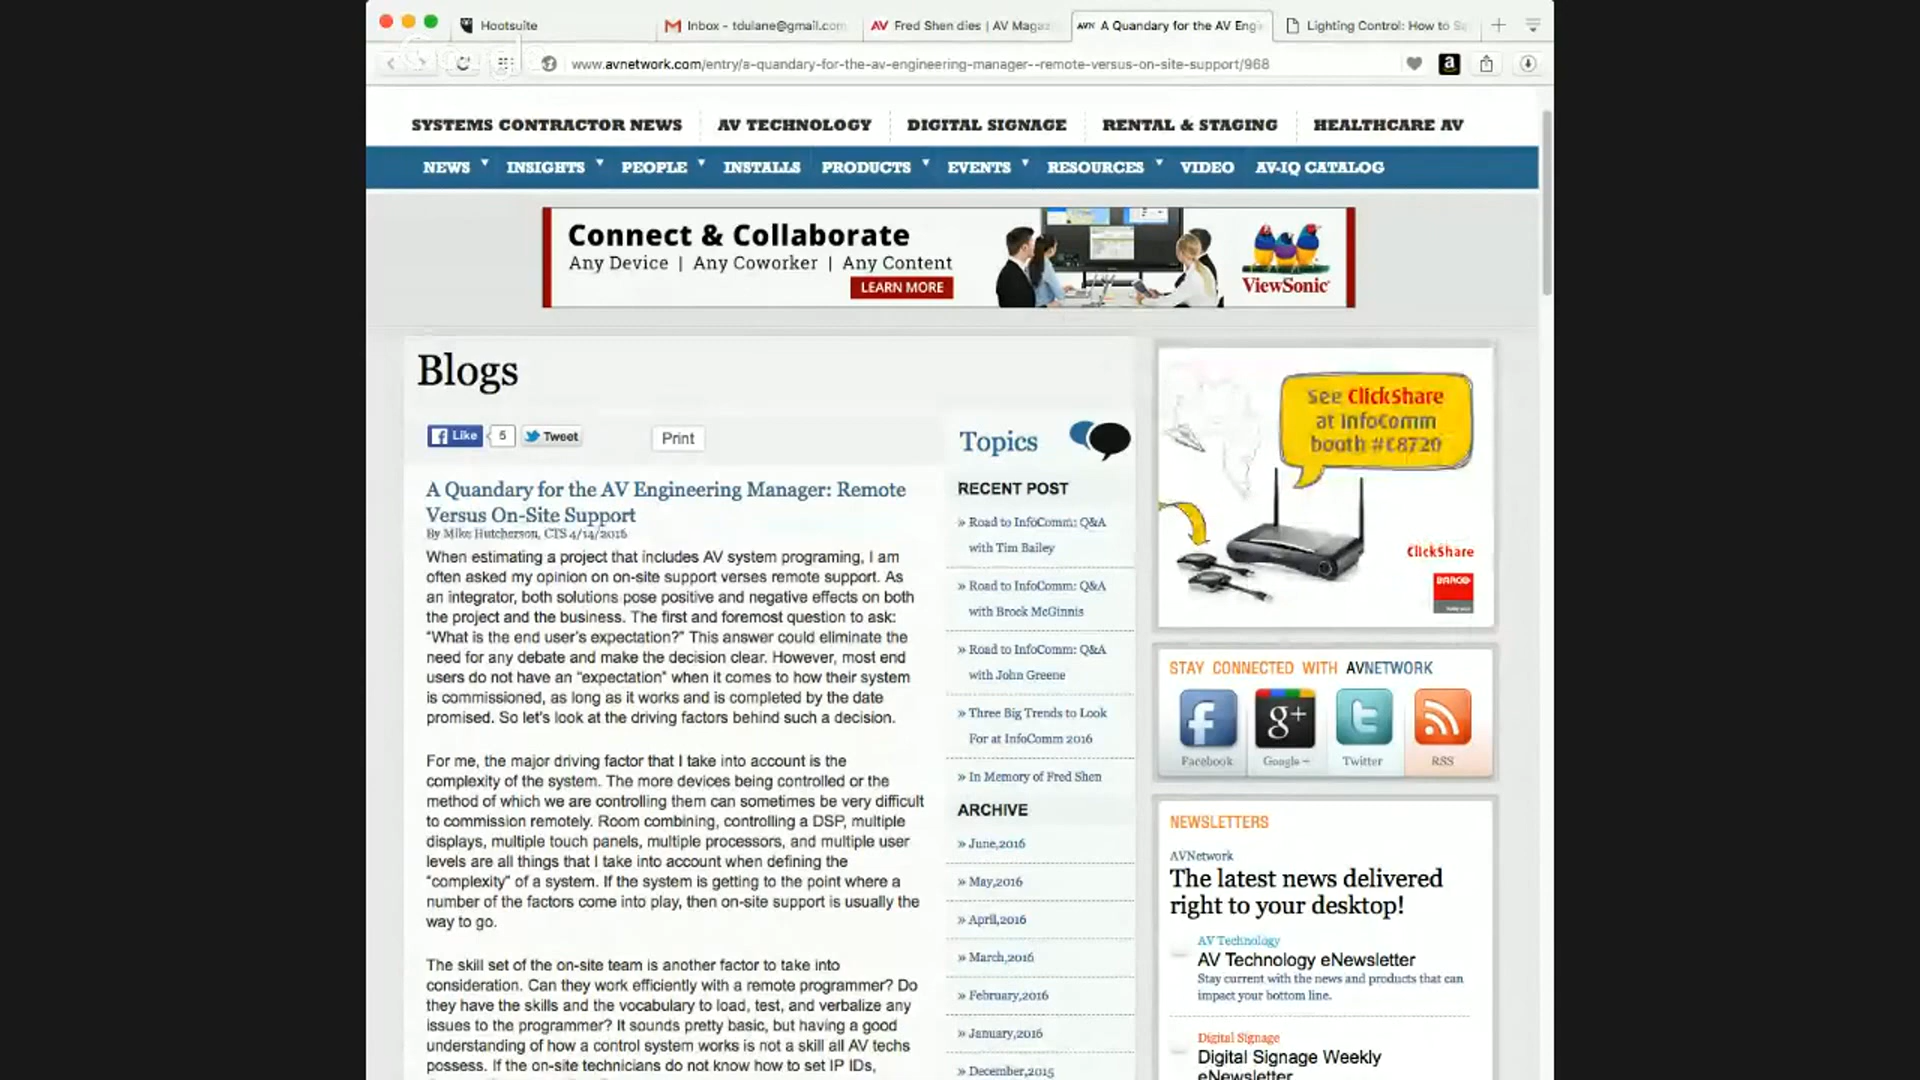 Hootsuite
Inbox - tdulane@gmail.com
AV Fred Shen dies | AV Magaz
AVN A Quandary for the AV Eng
Lighting Control: How to S
Google
www.avnetwork.com/entry/a-quandary-for-the-av-engineering-manager--remote-versus-on-site-support/968
SYSTEMS CONTRACTOR NEWS
AV TECHNOLOGY
DIGITAL SIGNAGE
RENTAL & STAGING
HEALTHCARE AV
NEWS
INSIGHTS
PEOPLE
INSTALLS
PRODUCTS
EVENTS
RESOURCES
VIDEO
AV-IQ CATALOG
Connect & Collaborate
Any Device | Any Coworker | Any Content
LEARN MORE
ViewSonic
Blogs
Like
5
Tweet
Print
A Quandary for the AV Engineering Manager: Remote
Versus On-Site Support
By Mike Hutcherson, CTS 4/14/2016
When estimating a project that includes AV system programing, I am
often asked my opinion on on-site support verses remote support. As
an integrator, both solutions pose positive and negative effects on both
the project and the business. The first and foremost question to ask:
“What is the end user’s expectation?” This answer could eliminate the
need for any debate and make the decision clear. However, most end
users do not have an “expectation” when it comes to how their system
is commissioned, as long as it works and is completed by the date
promised. So let’s look at the driving factors behind such a decision.
For me, the major driving factor that I take into account is the
complexity of the system. The more devices being controlled or the
method of which we are controlling them can sometimes be very difficult
to commission remotely. Room combining, controlling a DSP, multiple
displays, multiple touch panels, multiple processors, and multiple user
levels are all things that I take into account when defining the
“complexity” of a system. If the system is getting to the point where a
number of the factors come into play, then on-site support is usually the
way to go.
The skill set of the on-site team is another factor to take into
consideration. Can they work efficiently with a remote programmer? Do
they have the skills and the vocabulary to load, test, and verbalize any
issues to the programmer? It sounds pretty basic, but having a good
understanding of how a control system works is not a skill all AV techs
possess. If the on-site technicians do not know how to set IP IDs,
Topics
RECENT POST
» Road to InfoComm: Q&A
with Tim Bailey
» Road to InfoComm: Q&A
with Brock McGinnis
» Road to InfoComm: Q&A
with John Greene
» Three Big Trends to Look
For at InfoComm 2016
» In Memory of Fred Shen
ARCHIVE
» June,2016
» May,2016
» April,2016
» March,2016
» February,2016
» January,2016
» December,2015
See ClickShare
at InfoComm
booth #C8720
ClickShare
BARCO
STAY CONNECTED WITH AVNETWORK
Facebook
Google+
Twitter
RSS
NEWSLETTERS
AVNetwork
The latest news delivered
right to your desktop!
AV Technology
AV Technology eNewsletter
Stay current with the news and products that can
impact your bottom line.
Digital Signage
Digital Signage Weekly
eNewsletter